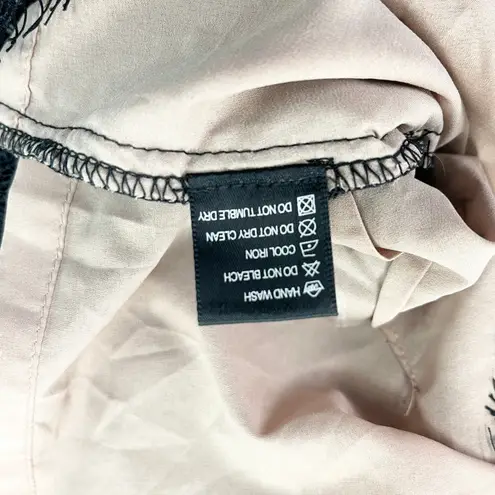 HAND WASH
DO NOT BLEACH
COOL IRON
DO NOT DRY CLEAN
DO NOT TUMBLE DRY